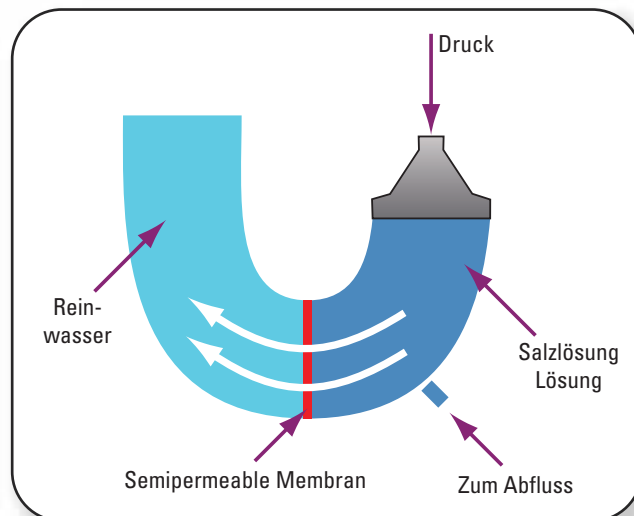 Druck
Rein-
wasser
Salzlösung
Lösung
Semipermeable Membran
Zum Abfluss